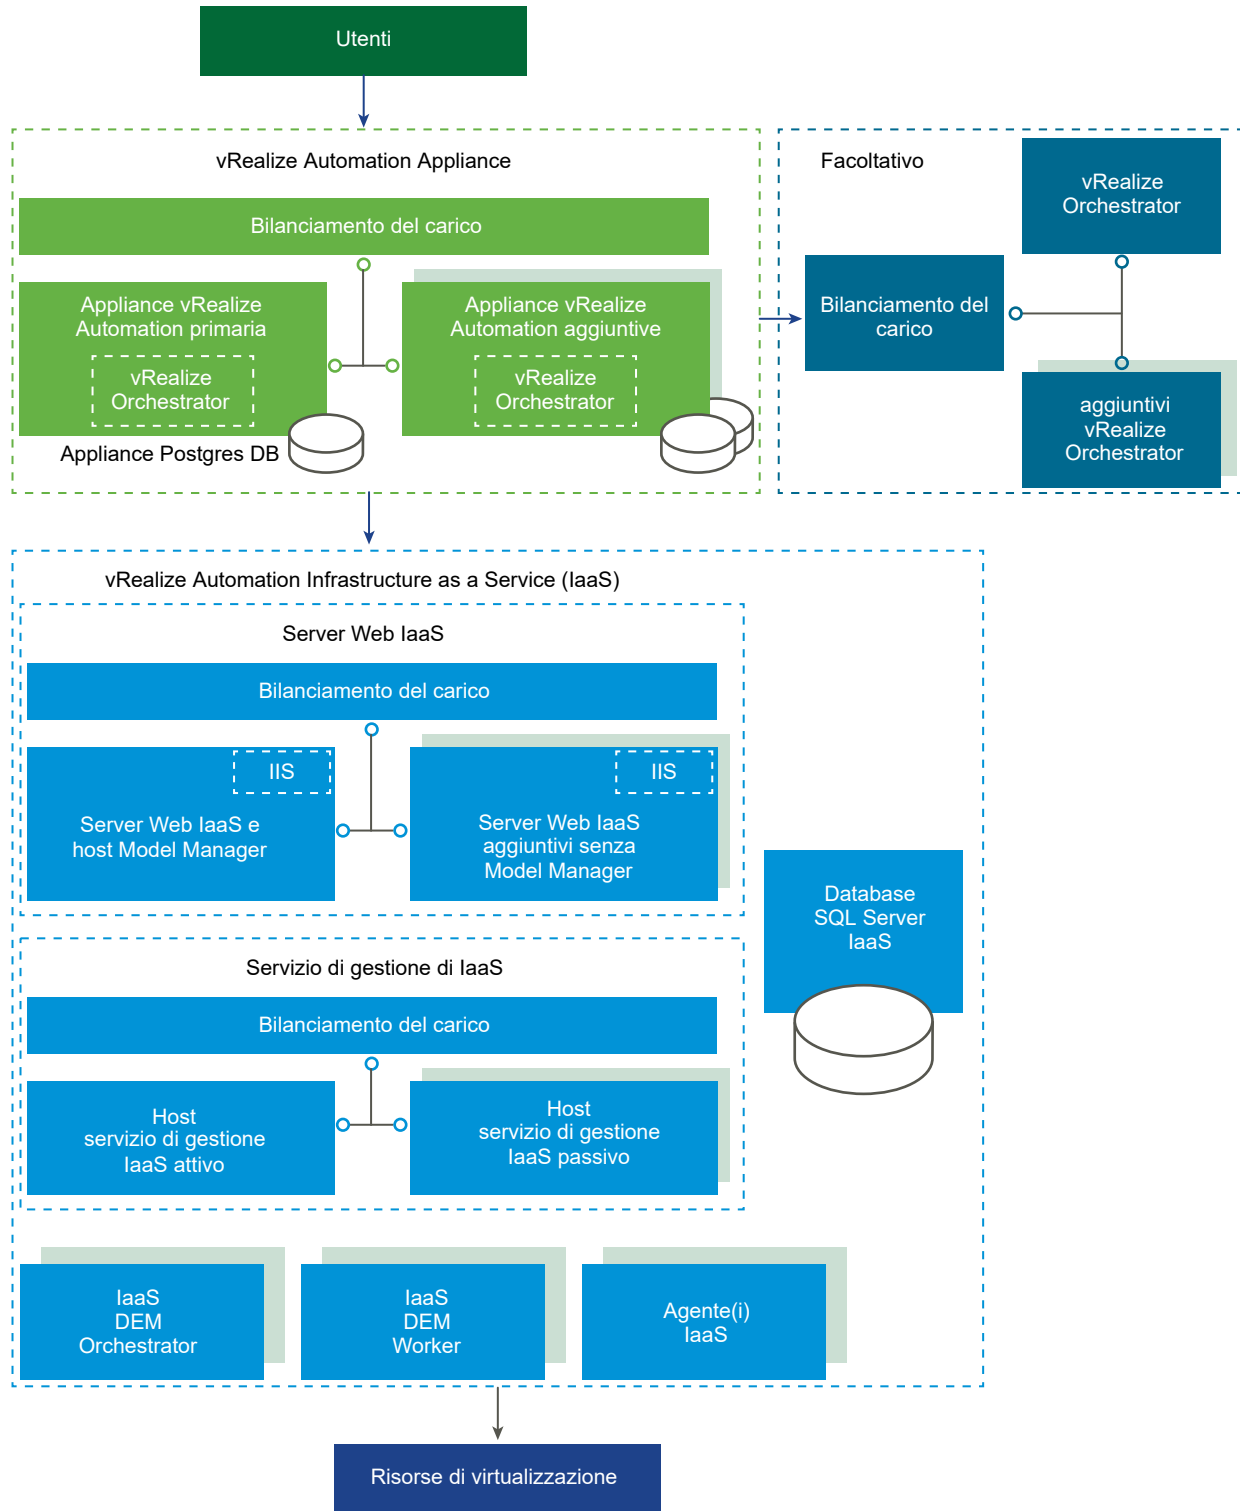 Utenti
vRealize Automation Appliance
Bilanciamento del carico
Appliance vRealize
Automation primaria
vRealize
Orchestrator
Appliance vRealize
Automation aggiuntive
vRealize
Orchestrator
Appliance Postgres DB
Facoltativo
vRealize
Orchestrator
Bilanciamento del
carico
aggiuntivi
vRealize
Orchestrator
vRealize Automation Infrastructure as a Service (IaaS)
Server Web IaaS
Bilanciamento del carico
IIS
Server Web IaaS e
host Model Manager
IIS
Server Web IaaS
aggiuntivi senza
Model Manager
Database
SQL Server
IaaS
Servizio di gestione di IaaS
Bilanciamento del carico
Host
servizio di gestione
IaaS attivo
Host
servizio di gestione
IaaS passivo
IaaS
DEM
Orchestrator
IaaS
DEM
Worker
Agente(i)
IaaS
Risorse di virtualizzazione